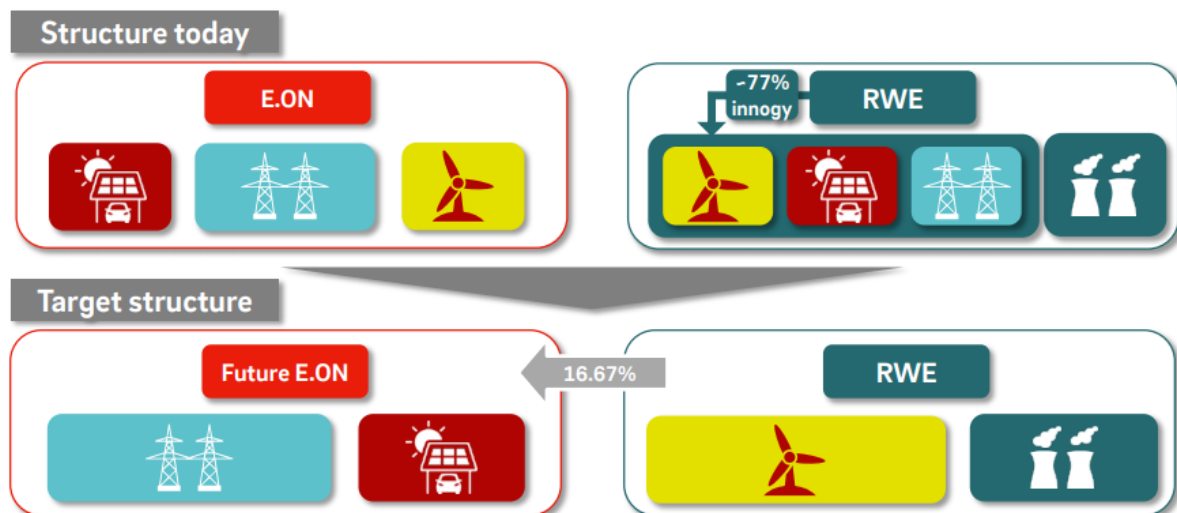 Structure today
E.ON
~77%
innogy
RWE
Target structure
Future E.ON
16.67%
RWE